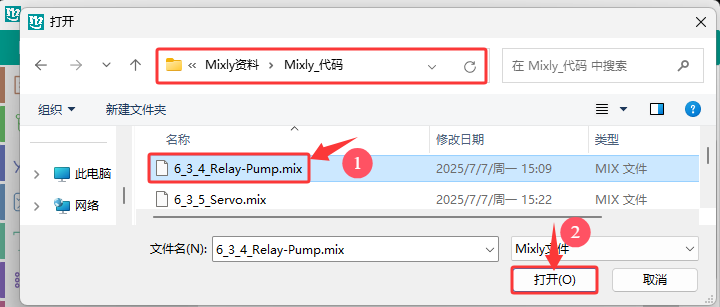 打开
« Mixly资料 > Mixly_代码
在 Mixly_代码 中搜索
组织 新建文件夹
名称 修改日期 类型
此电脑
网络
6_3_4_Relay-Pump.mix 2025/7/7/周一 15:09 MIX 文件
1
6_3_5_Servo.mix 2025/7/7/周一 15:22 MIX 文件
2
文件名(N): 6_3_4_Relay-Pump.mix Mixly文件
打开(O) 取消